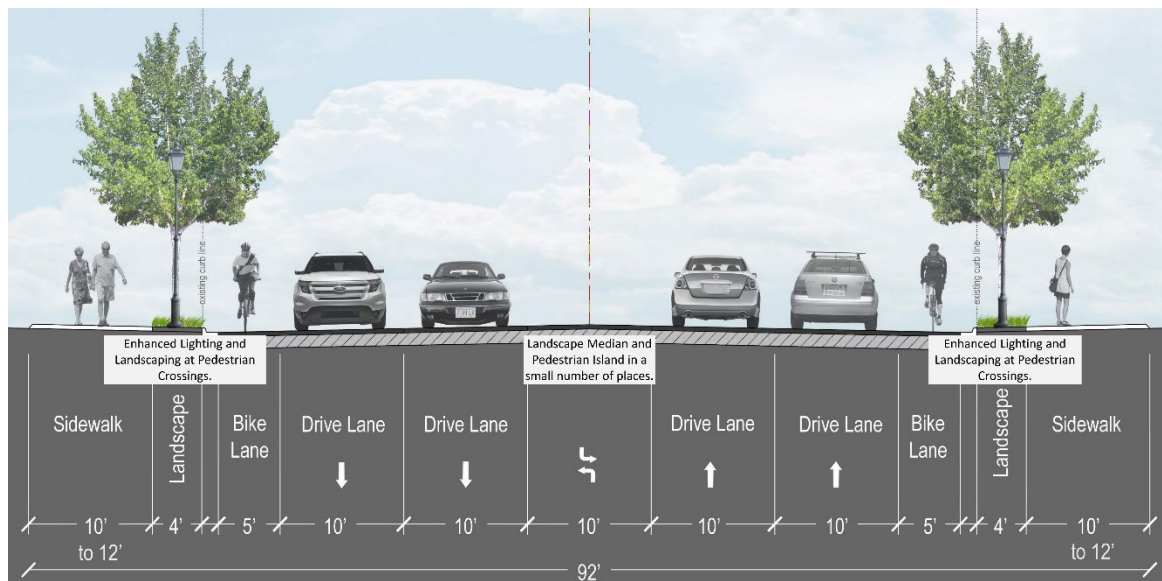 existing curb line
existing curb line
Enhanced Lighting and
Landscaping at Pedestrian
Crossings.
Landscape Median and
Pedestrian Island in a
small number of places.
Enhanced Lighting and
Landscaping at Pedestrian
Crossings.
Sidewalk
Landscape
Bike
Lane
Drive Lane
Drive Lane
Drive Lane
Drive Lane
Bike
Lane
Landscape
Sidewalk
10'
to 12'
4'
5'
10'
10'
10'
10'
10'
5'
4'
10'
to 12'
92'